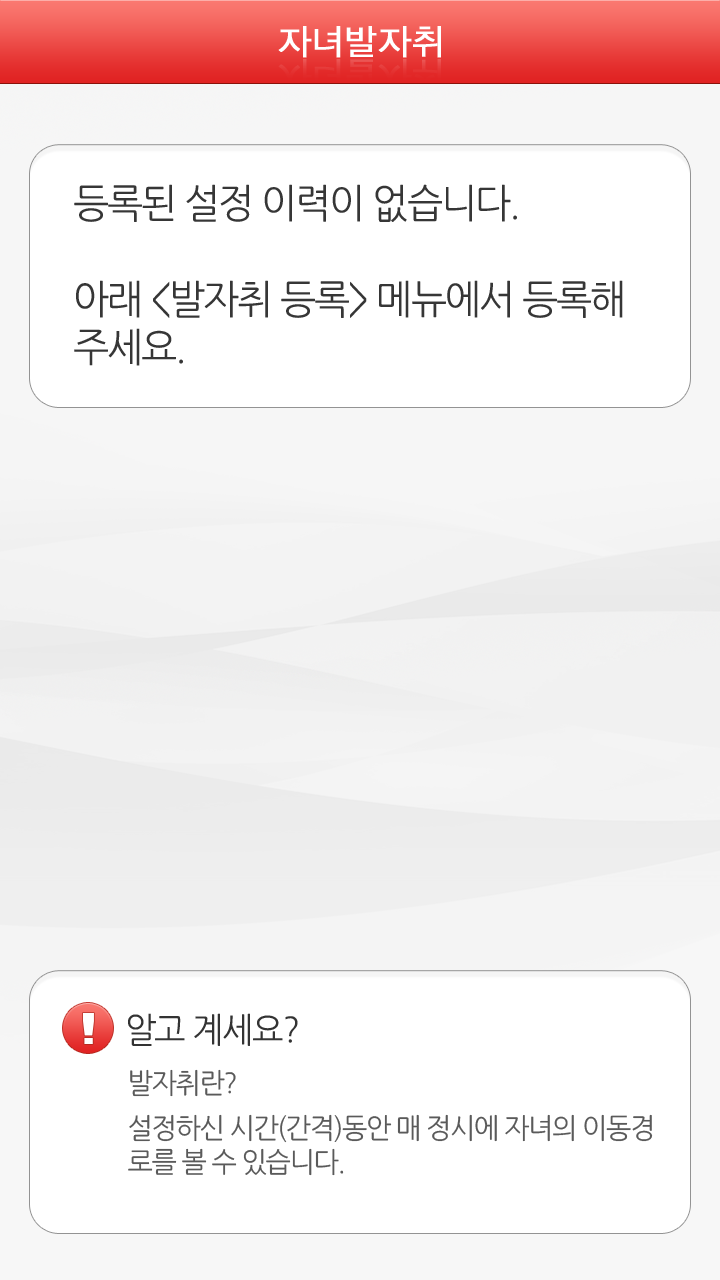 자녀발자취
등록된 설정 이력이 없습니다.
아래 <발자취 등록> 메뉴에서 등록해
주세요.
알고 계세요?
발자취란?
설정하신 시간(간격)동안 매 정시에 자녀의 이동경
로를 볼 수 있습니다.